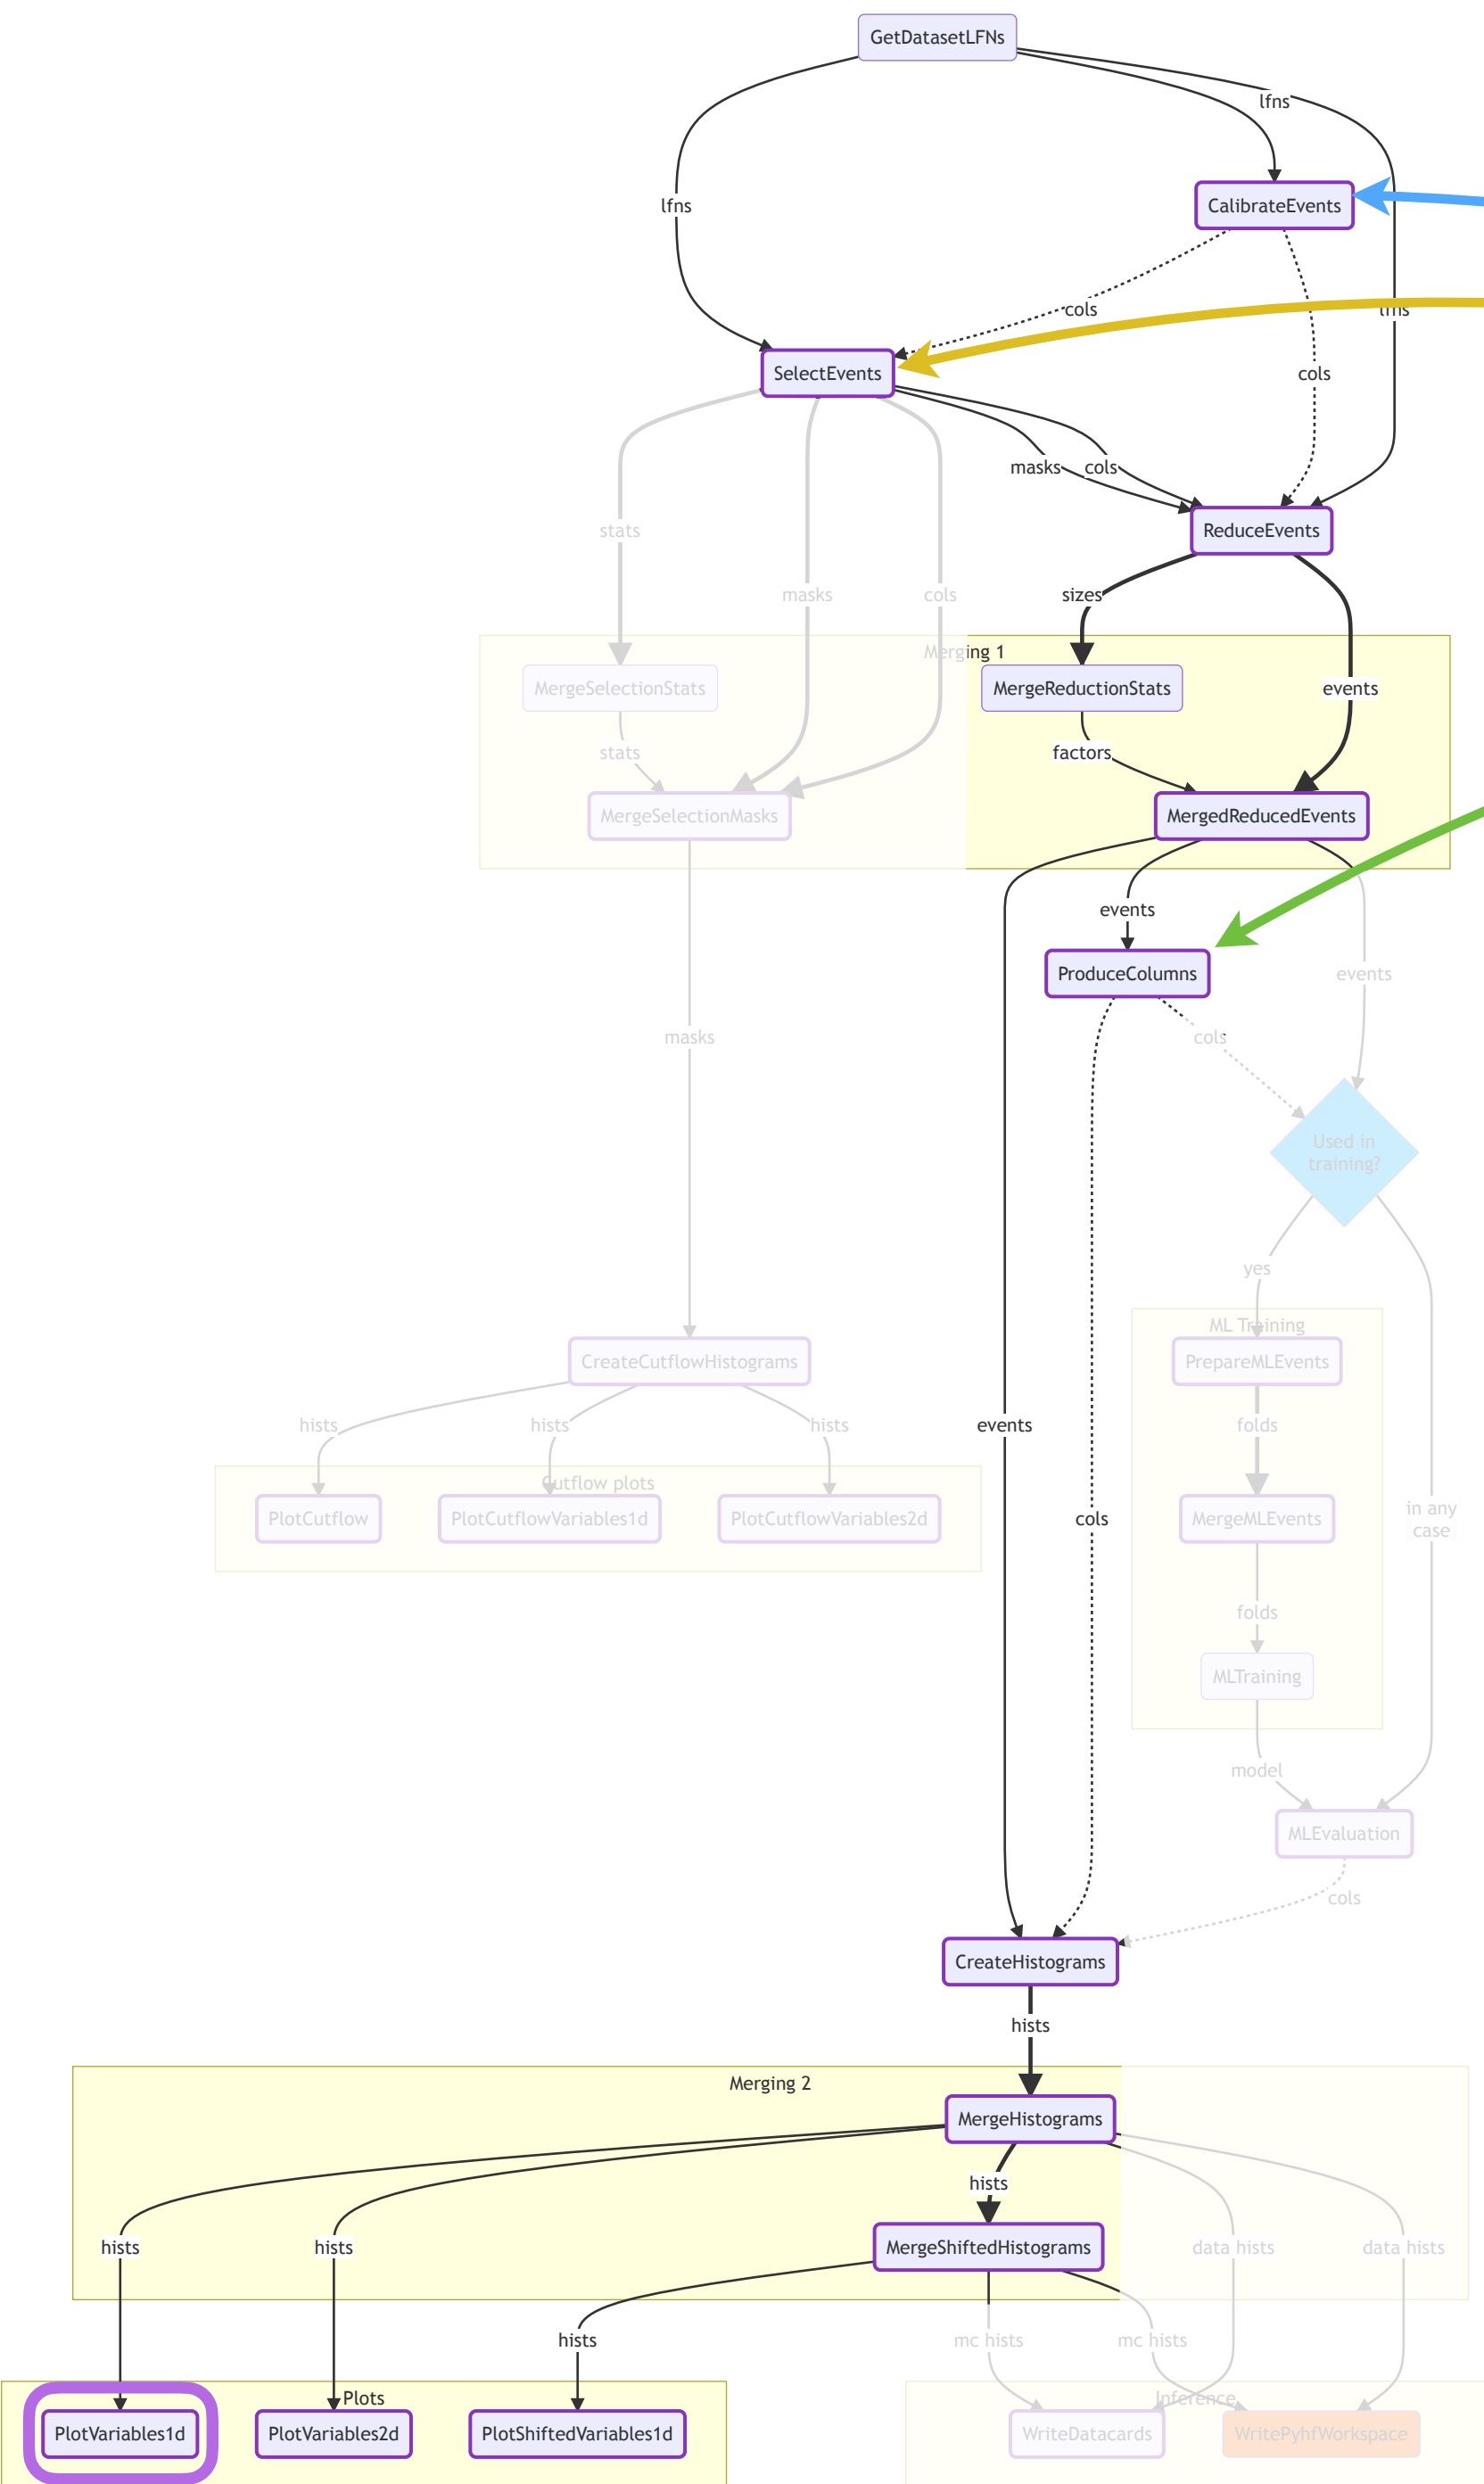 GetDatasetLFNs
lfns
CalibrateEvents
lfns
cols
lfns
SelectEvents
cols
masks
cols
stats
ReduceEvents
masks
cols
sizes
Merging 1
MergeSelectionStats
MergeReductionStats
events
stats
factors
MergeSelectionMasks
MergedReducedEvents
events
ProduceColumns
events
masks
cols
Used in
training?
yes
ML Training
CreateCutflowHistograms
PrepareMLEvents
hists
hists
hists
events
folds
Cutflow plots
PlotCutflow
PlotCutflowVariables1d
PlotCutflowVariables2d
cols
MergeMLEvents
in any
case
folds
MLTraining
model
MLEvaluation
cols
CreateHistograms
hists
Merging 2
MergeHistograms
hists
hists
hists
MergeShiftedHistograms
data hists
data hists
hists
mc hists
mc hists
Plots
Inference
PlotVariables1d
PlotVariables2d
PlotShiftedVariables1d
WriteDatacards
WritePyhfWorkspace